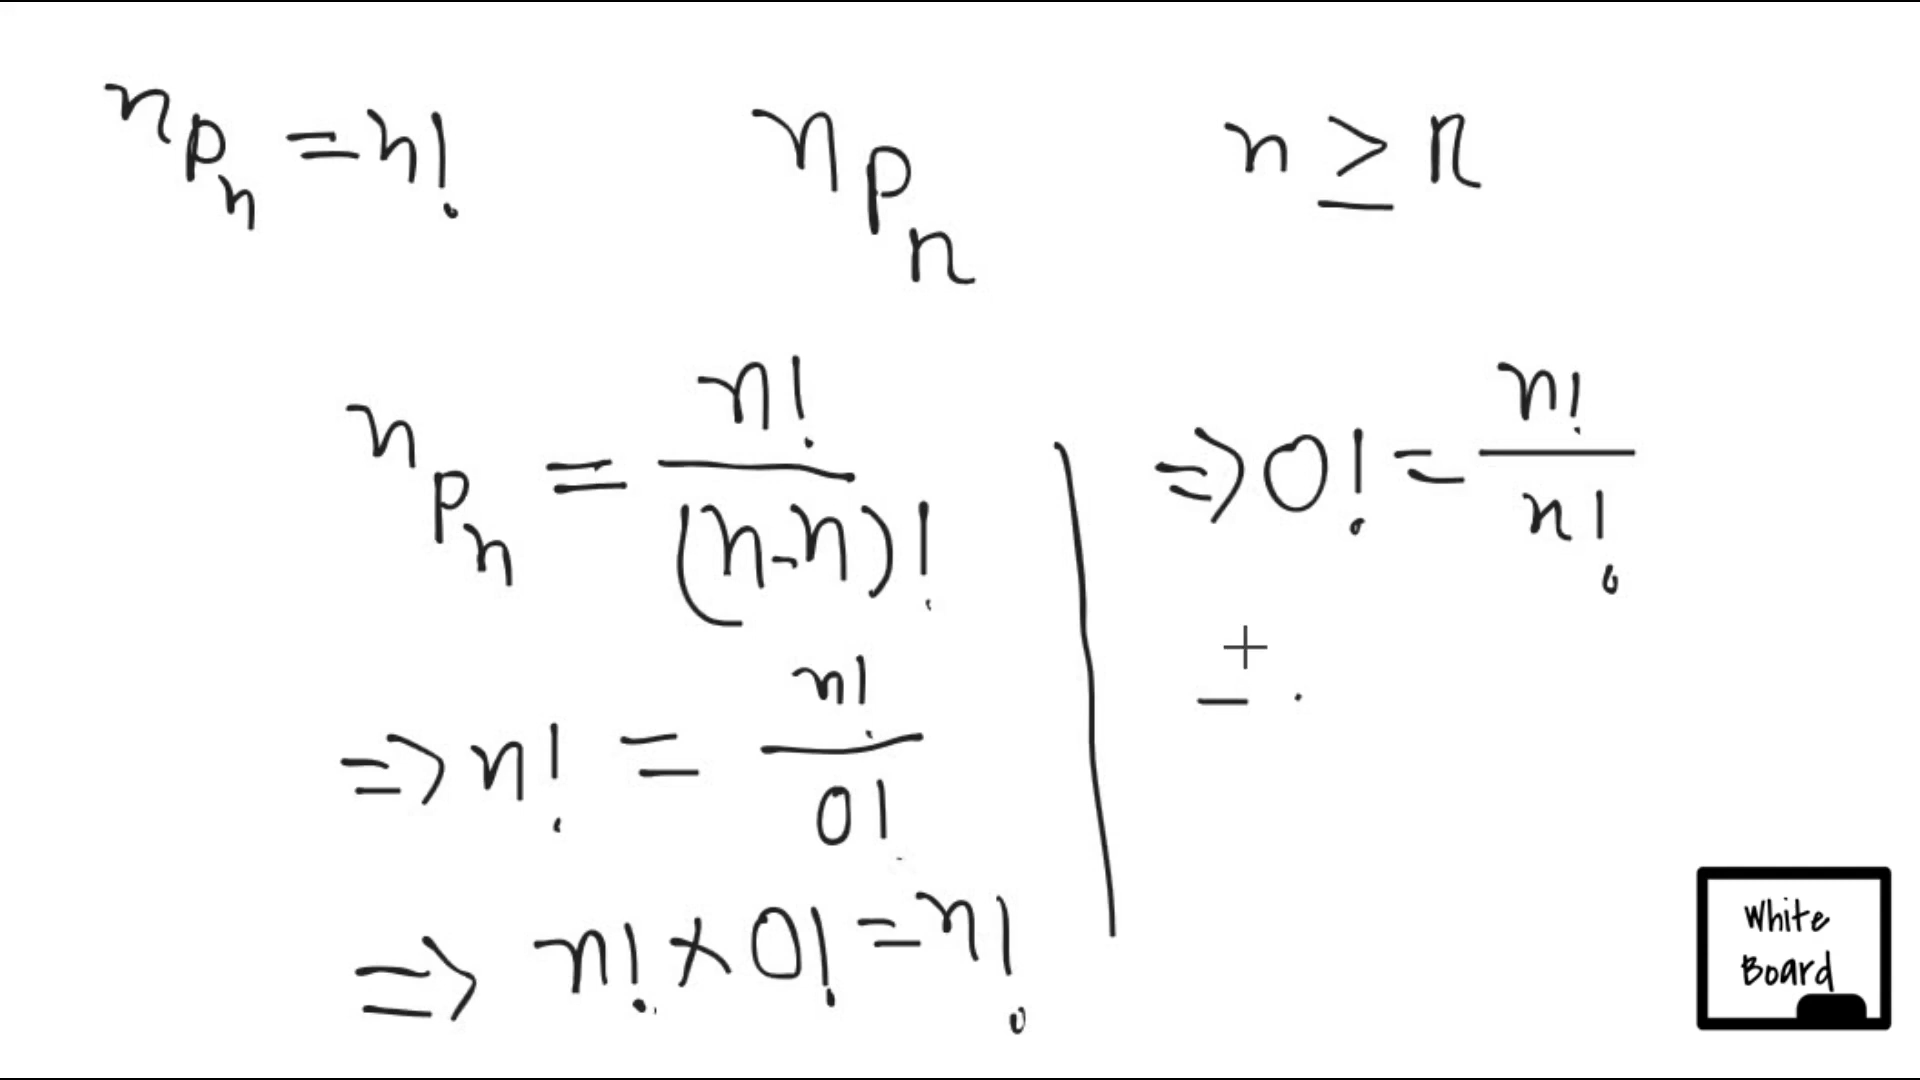 ⁿPₙ = n!    ⁿPₙ    n ≥ r
ⁿPₙ = n!/(n-n)!
⇒ n! = n!/0!
⇒ n! × 0! = n!
⇒ 0! = n!/n!
White
Board